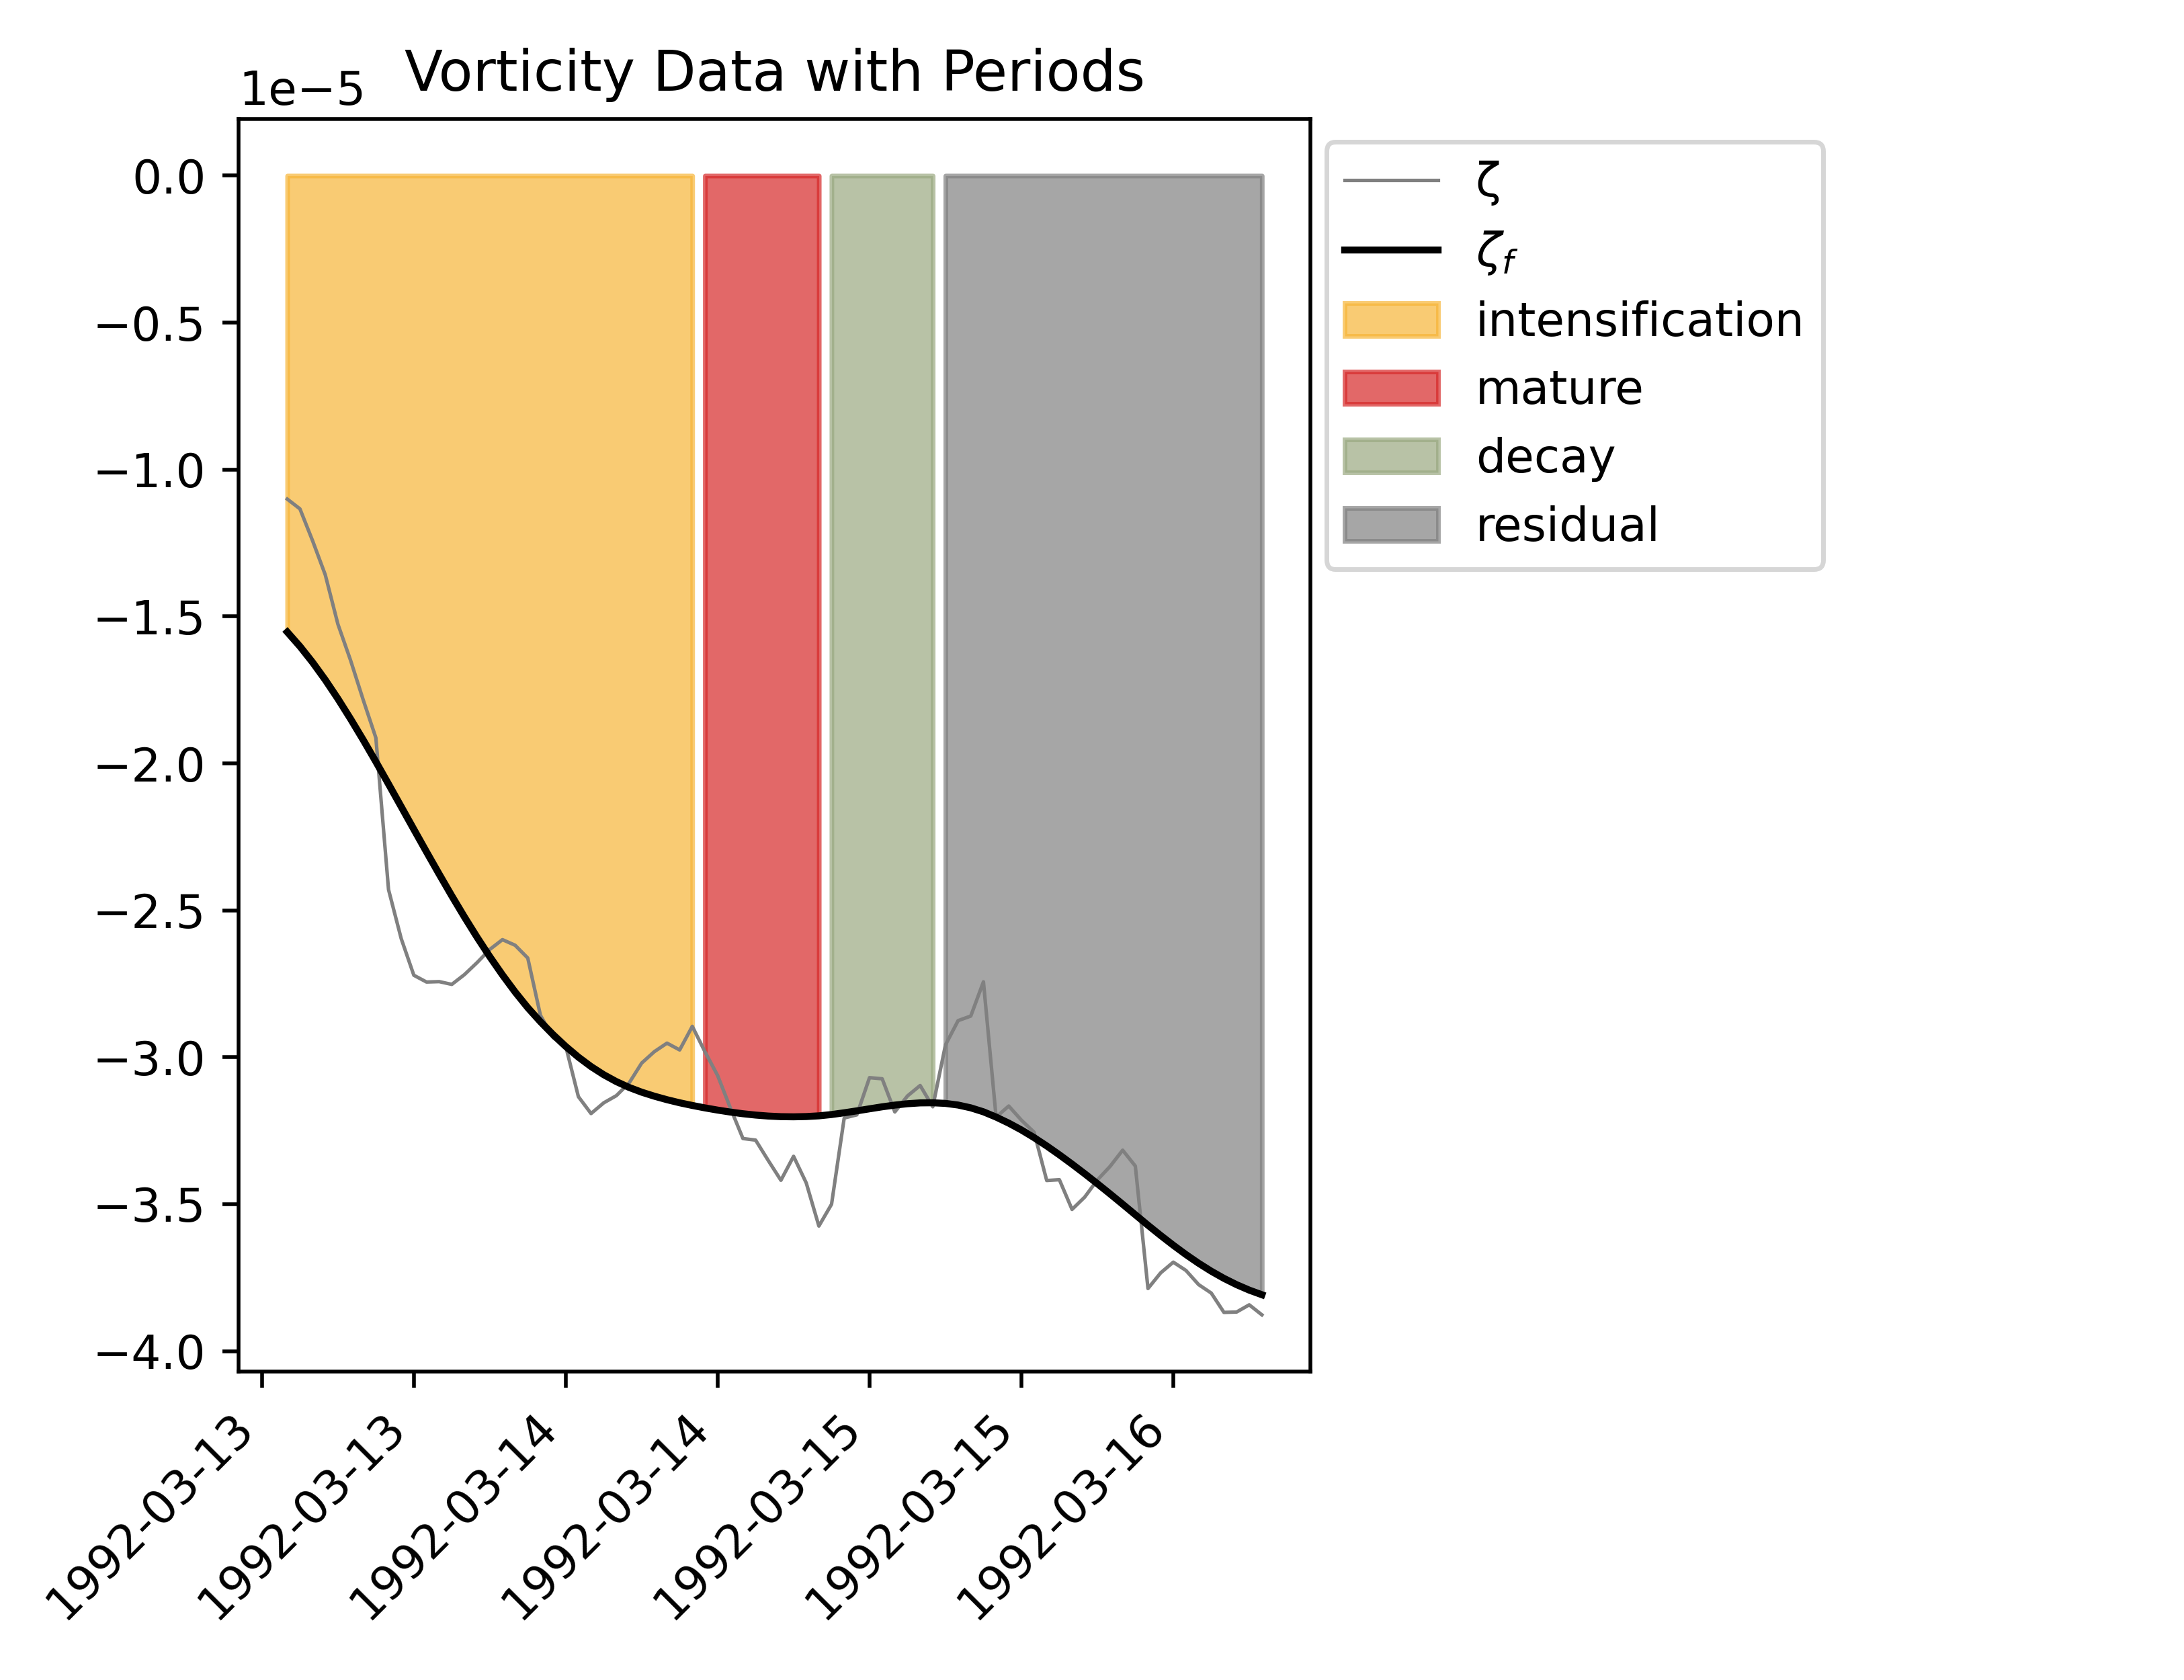 Vorticity Data with Periods
1e−5
0.0
−0.5
−1.0
−1.5
−2.0
−2.5
−3.0
−3.5
−4.0
1992-03-13
1992-03-13
1992-03-14
1992-03-14
1992-03-15
1992-03-15
1992-03-16
ζ
ζf
intensification
mature
decay
residual